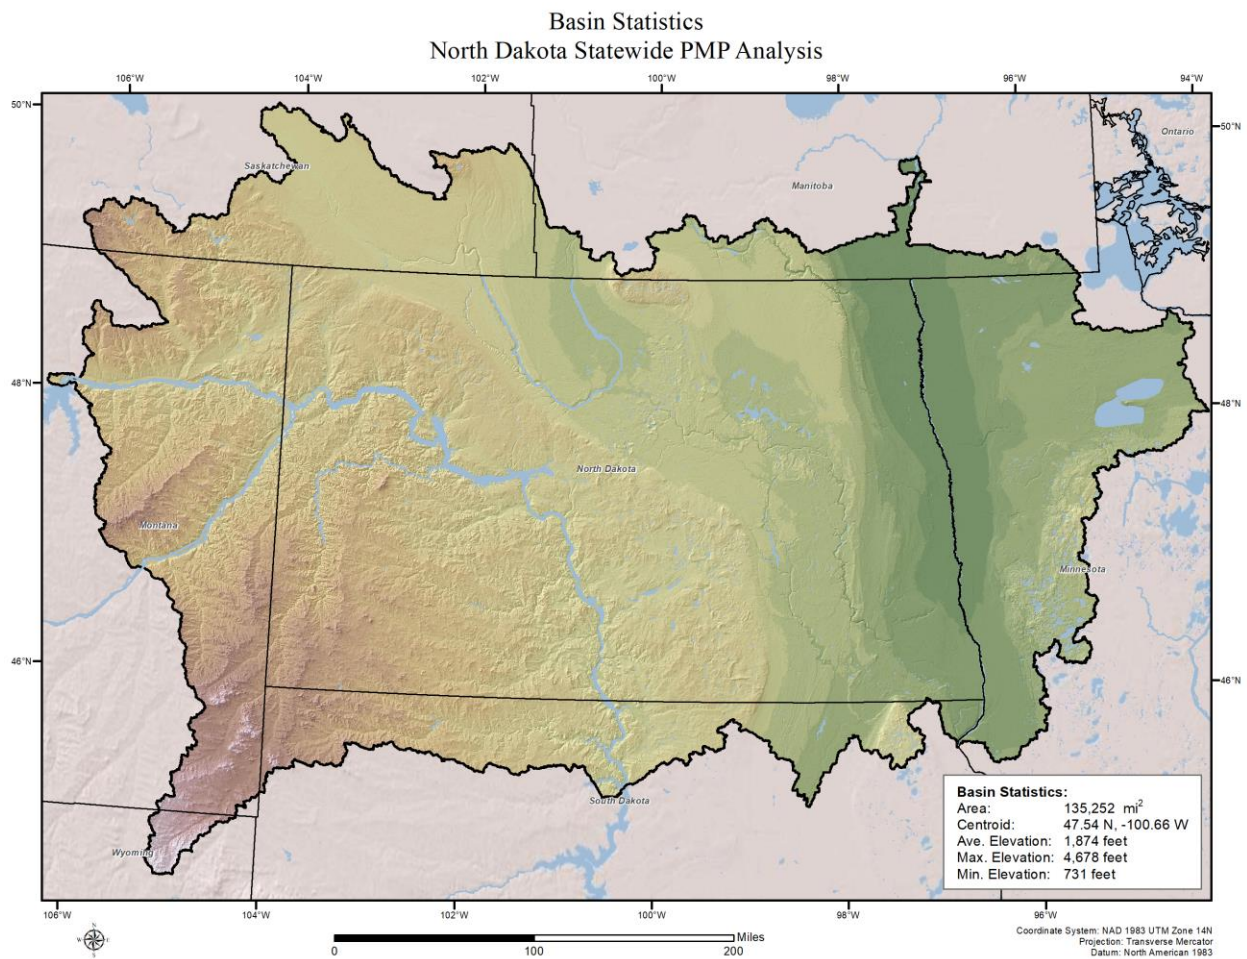 Basin Statistics
North Dakota Statewide PMP Analysis
106°W 104°W 102°W 100°W 98°W 96°W 94°W
50°N
50°N
Ontario
Saskatchewan
Manitoba
48°N
48°N
North Dakota
Montana
Minnesota
46°N
46°N
Basin Statistics:
Area: 135,252 mi²
Centroid: 47.54 N, -100.66 W
Ave. Elevation: 1,874 feet
Max. Elevation: 4,678 feet
Min. Elevation: 731 feet
South Dakota
Wyoming
106°W 104°W 102°W 100°W 98°W 96°W
N
W E
S
Miles
0 100 200
Coordinate System: NAD 1983 UTM Zone 14N
Projection: Transverse Mercator
Datum: North American 1983